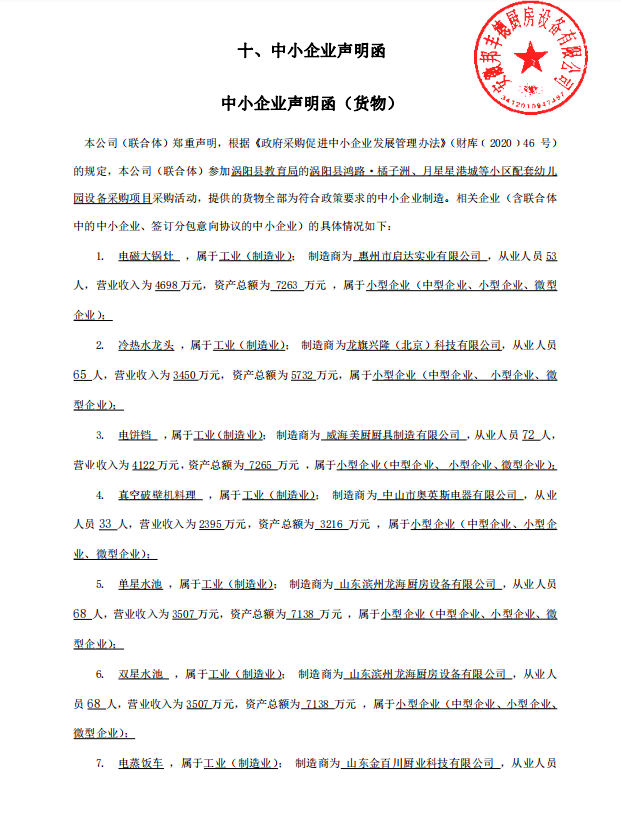 十、中小企业声明函
安徽邦丰德厨房设备有限公司
3412010947497
中小企业声明函（货物）
本公司（联合体）郑重声明，根据《政府采购促进中小企业发展管理办法》（财库﹝2020﹞46 号）
的规定，本公司（联合体）参加涡阳县教育局的涡阳县鸿路·橘子洲、月星星港城等小区配套幼儿
园设备采购项目采购活动，提供的货物全部为符合政策要求的中小企业制造。相关企业（含联合体
中的中小企业、签订分包意向协议的中小企业）的具体情况如下：
1. 电磁大锅灶 ，属于工业（制造业）； 制造商为 惠州市启达实业有限公司 ，从业人员 53
人，营业收入为 4698 万元，资产总额为 7263 万元 ，属于小型企业（中型企业、小型企业、微型
企业）；
2. 冷热水龙头 ，属于工业（制造业）； 制造商为龙旗兴隆（北京）科技有限公司，从业人员
65 人，营业收入为 3450 万元，资产总额为 5732 万元，属于小型企业（中型企业、 小型企业、微
型企业）；
3. 电饼铛 ，属于工业（制造业）； 制造商为 威海美厨厨具制造有限公司 ，从业人员 72 人，
营业收入为 4122 万元，资产总额为 7265 万元 ，属于小型企业（中型企业、 小型企业、微型企业）；
4. 真空破壁机料理 ，属于工业（制造业）； 制造商为 中山市奥英斯电器有限公司 ，从业
人员 33 人，营业收入为 2395 万元，资产总额为 3216 万元 ，属于小型企业（中型企业、小型企
业、微型企业）；
5. 单星水池 ，属于工业（制造业）； 制造商为 山东滨州龙海厨房设备有限公司 ，从业人员
68 人，营业收入为 3507 万元，资产总额为 7138 万元 ，属于小型企业（中型企业、小型企业、微
型企业）；
6. 双星水池 ，属于工业（制造业）； 制造商为 山东滨州龙海厨房设备有限公司 ，从业人
员 68 人，营业收入为 3507 万元，资产总额为 7138 万元 ，属于小型企业（中型企业、小型企业、
微型企业）；
7. 电蒸饭车 ，属于工业（制造业）； 制造商为 山东金百川厨业科技有限公司 ，从业人员